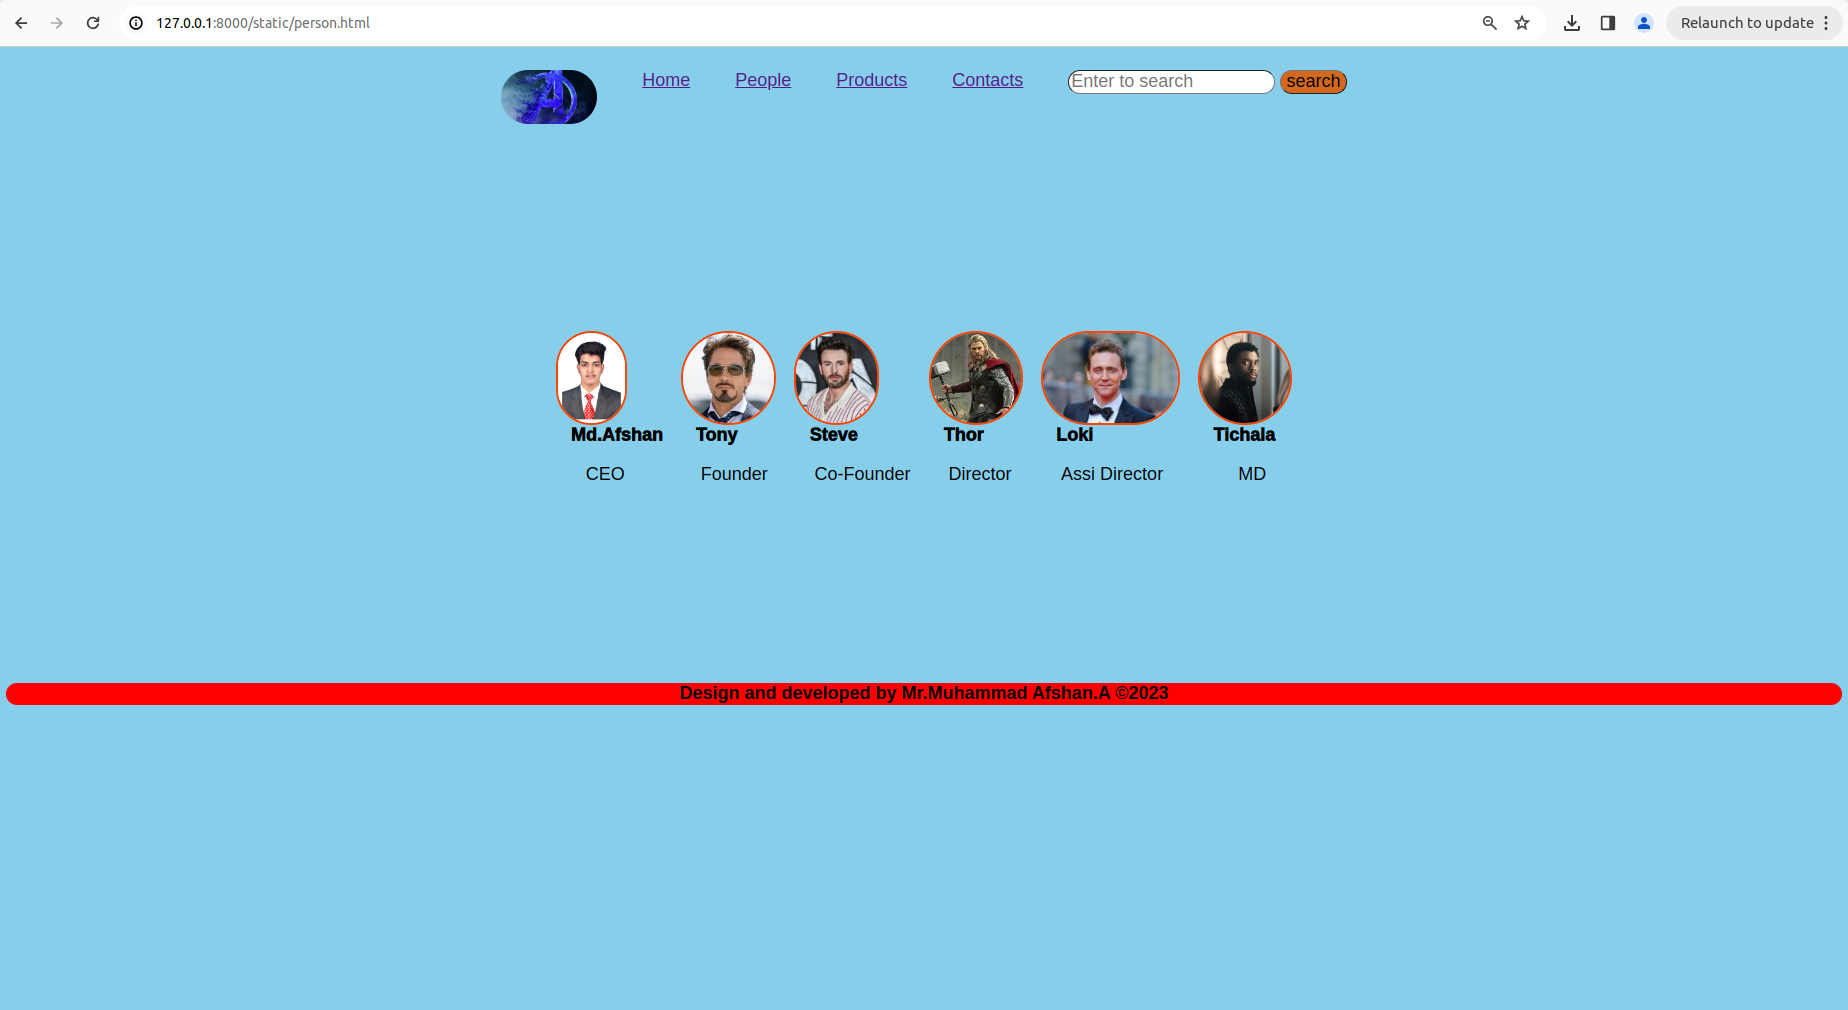 127.0.0.1:8000/static/person.html
Relaunch to update
Home People Products Contacts Enter to search search
Md.Afshan Tony Steve Thor Loki Tichala
CEO Founder Co-Founder Director Assi Director MD
Design and developed by Mr.Muhammad Afshan.A ©2023